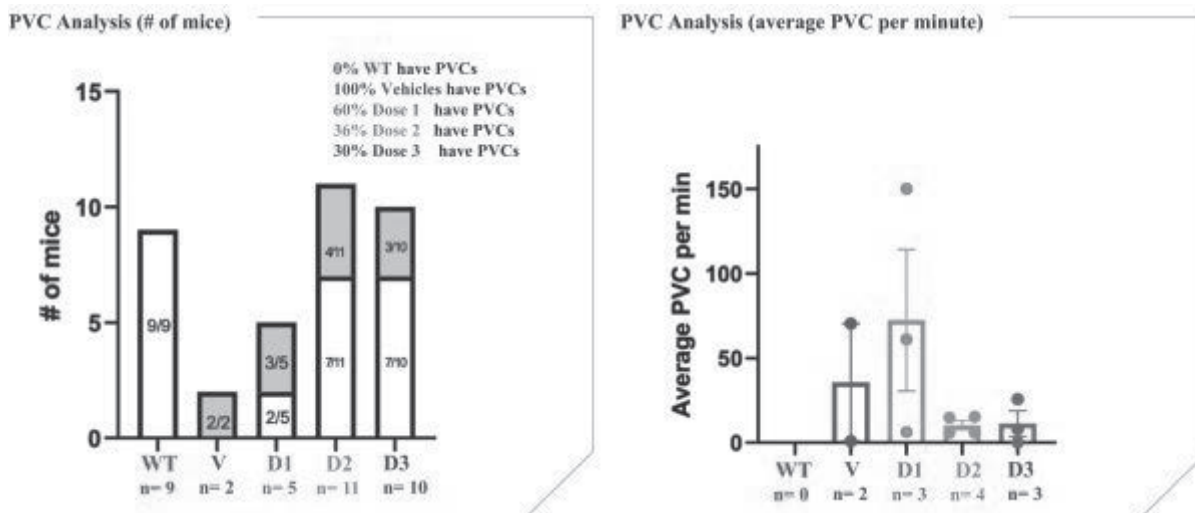 PVC Analysis (# of mice)
0% WT have PVCs
100% Vehicles have PVCs
60% Dose 1 have PVCs
36% Dose 2 have PVCs
30% Dose 3 have PVCs
# of mice
15
10
5
0
9/9
2/2
3/5
2/5
4/11
7/11
3/10
7/10
WT V D1 D2 D3
n= 9 n= 2 n= 5 n= 11 n= 10
PVC Analysis (average PVC per minute)
Average PVC per min
150
100
50
0
WT V D1 D2 D3
n= 0 n= 2 n= 3 n= 4 n= 3